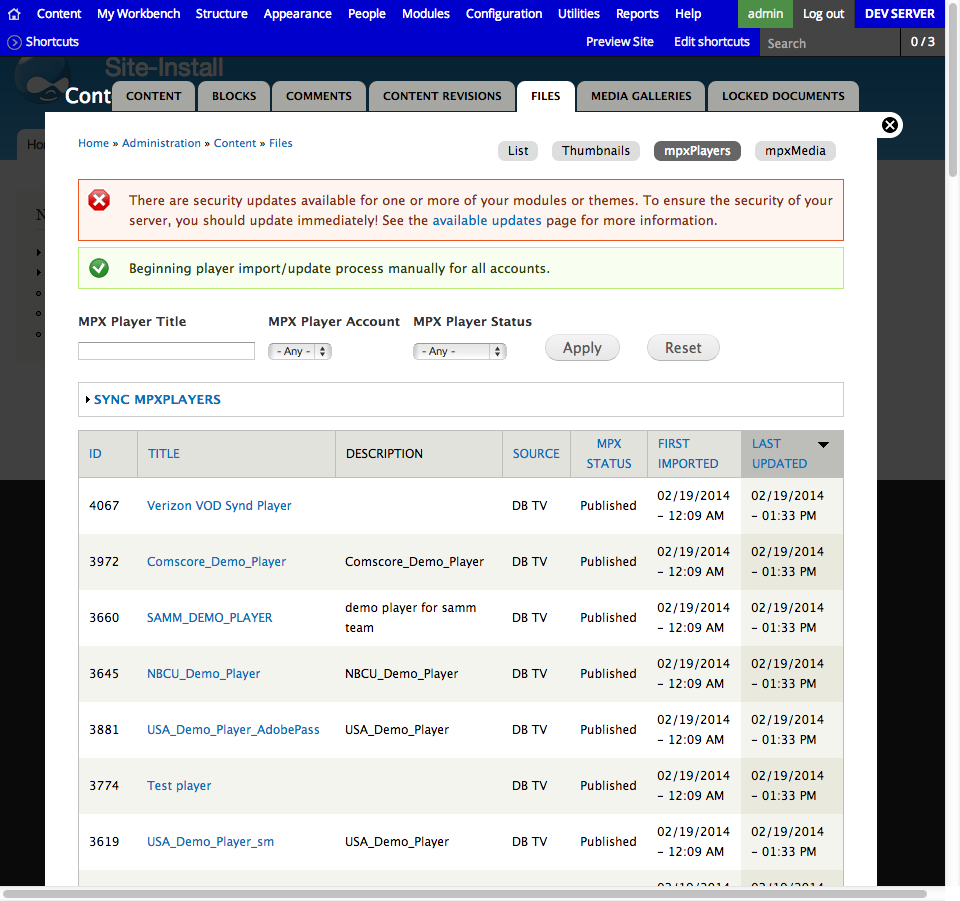 Content My Workbench Structure Appearance People Modules Configuration Utilities Reports Help admin Log out DEV SERVER
Shortcuts Preview Site Edit shortcuts Search 0 / 3
Site-Install
Cont CONTENT BLOCKS COMMENTS CONTENT REVISIONS FILES MEDIA GALLERIES LOCKED DOCUMENTS
Ho
Home » Administration » Content » Files
List Thumbnails mpxPlayers mpxMedia
There are security updates available for one or more of your modules or themes. To ensure the security of your
server, you should update immediately! See the available updates page for more information.
N
Beginning player import/update process manually for all accounts.
MPX Player Title MPX Player Account MPX Player Status
- Any - - Any - Apply Reset
SYNC MPXPLAYERS
ID TITLE DESCRIPTION SOURCE MPX STATUS FIRST IMPORTED LAST UPDATED
4067 Verizon VOD Synd Player DB TV Published 02/19/2014 - 12:09 AM 02/19/2014 - 01:33 PM
3972 Comscore_Demo_Player Comscore_Demo_Player DB TV Published 02/19/2014 - 12:09 AM 02/19/2014 - 01:33 PM
3660 SAMM_DEMO_PLAYER demo player for samm team DB TV Published 02/19/2014 - 12:09 AM 02/19/2014 - 01:33 PM
3645 NBCU_Demo_Player NBCU_Demo_Player DB TV Published 02/19/2014 - 12:09 AM 02/19/2014 - 01:33 PM
3881 USA_Demo_Player_AdobePass USA_Demo_Player DB TV Published 02/19/2014 - 12:09 AM 02/19/2014 - 01:33 PM
3774 Test player DB TV Published 02/19/2014 - 12:09 AM 02/19/2014 - 01:33 PM
3619 USA_Demo_Player_sm USA_Demo_Player DB TV Published 02/19/2014 - 12:09 AM 02/19/2014 - 01:33 PM
02/19/2014 02/19/2014